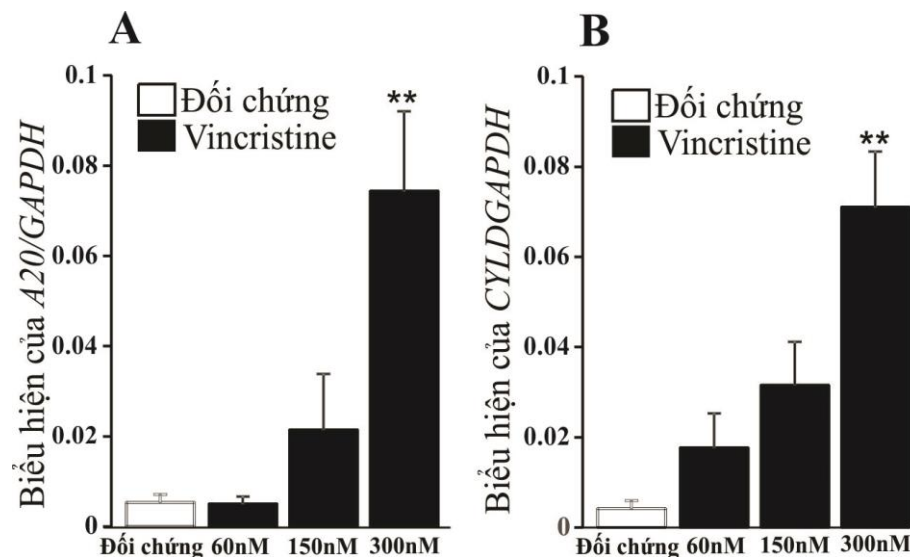 A
Biểu hiện của A20/GAPDH
0.1
0.08
0.06
0.04
0.02
0
Đối chứng
Vincristine
**
Đối chứng 60nM 150nM 300nM
B
Biểu hiện của CYLDGAPDH
0.1
0.08
0.06
0.04
0.02
0
Đối chứng
Vincristine
**
Đối chứng 60nM 150nM 300nM